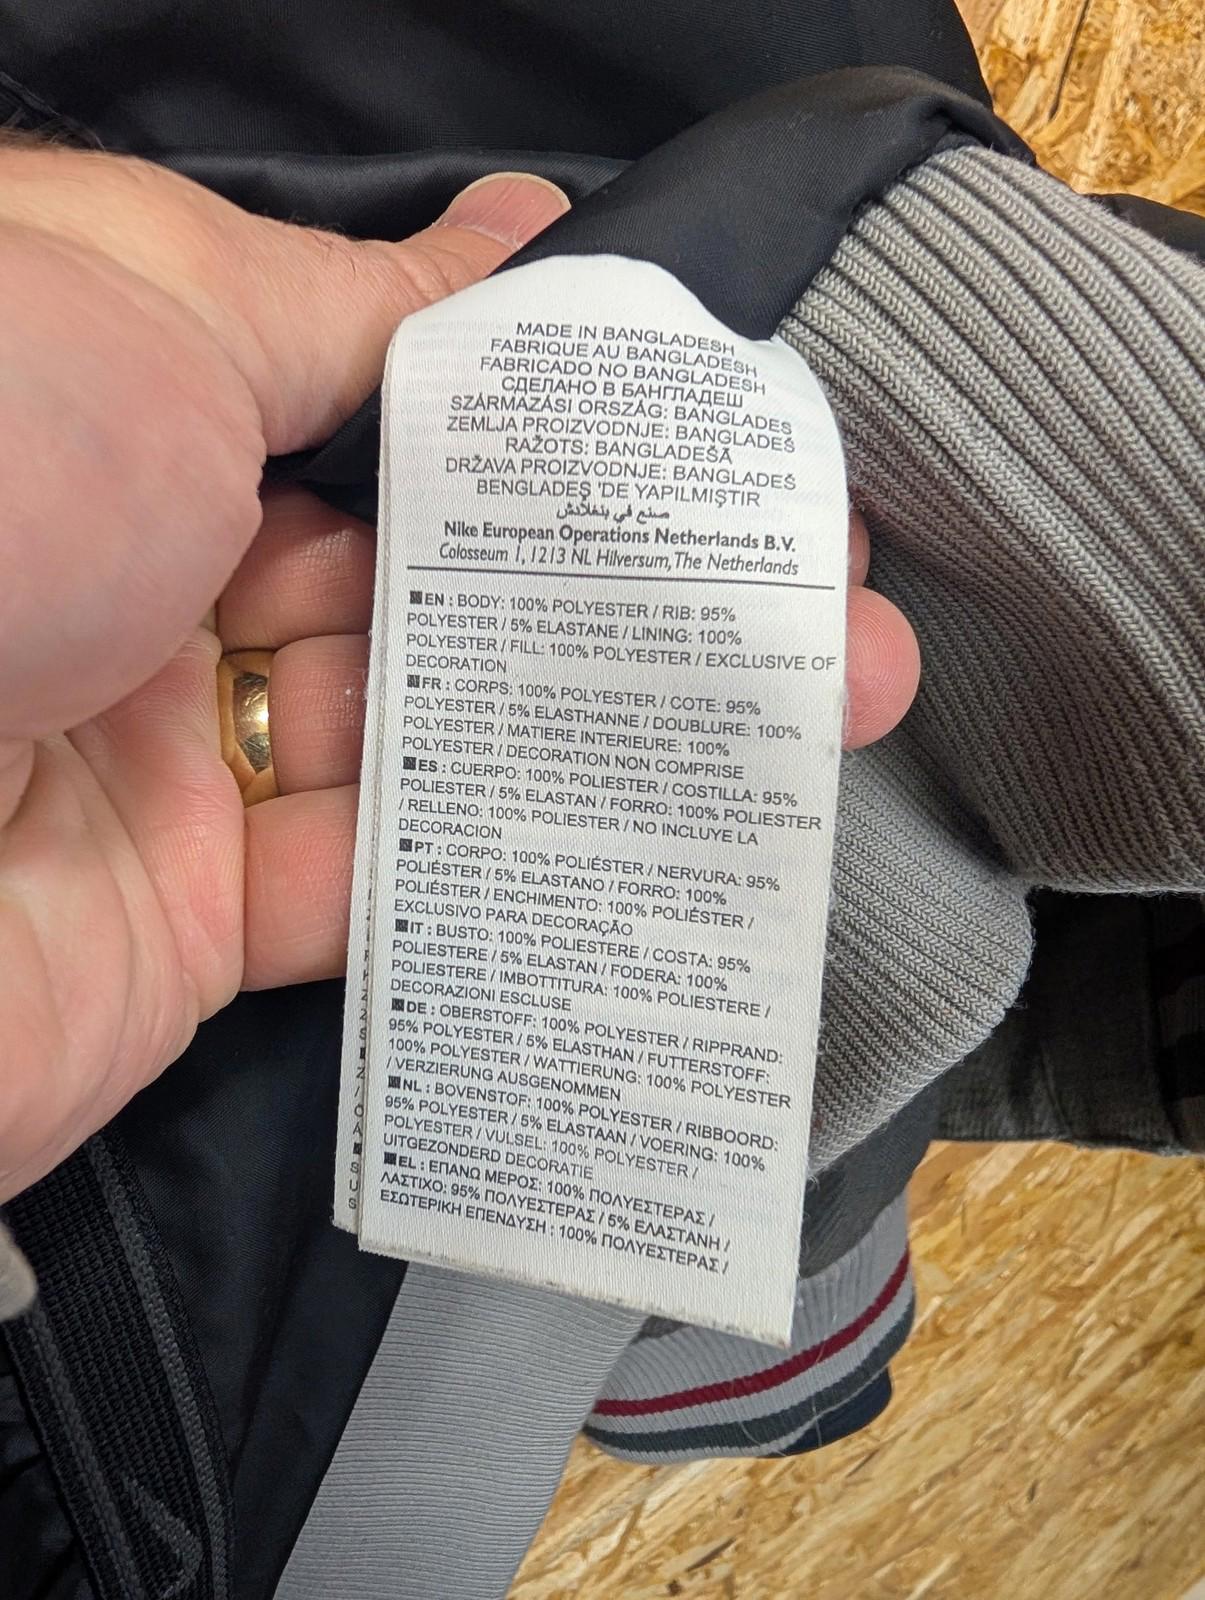 MADE IN BANGLADESH
FABRIQUE AU BANGLADESH
FABRICADO NO BANGLADESH
СДЕЛАНО В БАНГЛАДЕШ
SZÁRMAZÁSI ORSZÁG: BANGLADES
ZEMLJA PROIZVODNJE: BANGLADEŠ
RAŽOTS: BANGLADEŠĀ
DRŽAVA PROIZVODNJE: BANGLADEŠ
BENGLADEŞ 'DE YAPILMIŞTIR
صنع في بنغلادش
Nike European Operations Netherlands B.V.
Colosseum 1, 1213 NL Hilversum, The Netherlands
EN : BODY: 100% POLYESTER / RIB: 95%
POLYESTER / 5% ELASTANE / LINING: 100%
POLYESTER / FILL: 100% POLYESTER / EXCLUSIVE OF
DECORATION
FR : CORPS: 100% POLYESTER / COTE: 95%
POLYESTER / 5% ELASTHANNE / DOUBLURE: 100%
POLYESTER / MATIERE INTERIEURE: 100%
POLYESTER / DECORATION NON COMPRISE
ES : CUERPO: 100% POLIESTER / COSTILLA: 95%
POLIESTER / 5% ELASTAN / FORRO: 100% POLIESTER
/ RELLENO: 100% POLIESTER / NO INCLUYE LA
DECORACION
PT : CORPO: 100% POLIÉSTER / NERVURA: 95%
POLIÉSTER / 5% ELASTANO / FORRO: 100%
POLIÉSTER / ENCHIMENTO: 100% POLIÉSTER /
EXCLUSIVO PARA DECORAÇÃO
IT : BUSTO: 100% POLIESTERE / COSTA: 95%
POLIESTERE / 5% ELASTAN / FODERA: 100%
POLIESTERE / IMBOTTITURA: 100% POLIESTERE /
DECORAZIONI ESCLUSE
DE : OBERSTOFF: 100% POLYESTER / RIPPRAND:
95% POLYESTER / 5% ELASTHAN / FUTTERSTOFF:
100% POLYESTER / WATTIERUNG: 100% POLYESTER
/ VERZIERUNG AUSGENOMMEN
NL : BOVENSTOF: 100% POLYESTER / RIBBOORD:
95% POLYESTER / 5% ELASTAAN / VOERING: 100%
POLYESTER / VULSEL: 100% POLYESTER /
UITGEZONDERD DECORATIE
EL : ΕΠΑΝΩ ΜΕΡΟΣ: 100% ΠΟΛΥΕΣΤΕΡΑΣ /
ΛΑΣΤΙΧΟ: 95% ΠΟΛΥΕΣΤΕΡΑΣ / 5% ΕΛΑΣΤΑΝΗ /
ΕΣΩΤΕΡΙΚΗ ΕΠΕΝΔΥΣΗ : 100% ΠΟΛΥΕΣΤΕΡΑΣ /